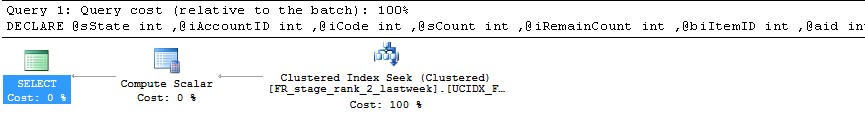 Query 1: Query cost (relative to the batch): 100%
DECLARE @sState int ,@iAccountID int ,@iCode int ,@sCount int ,@iRemainCount int ,@biItemID int ,@aid in
SELECT
Cost: 0 %
Compute Scalar
Cost: 0 %
Clustered Index Seek (Clustered)
[FR_stage_rank_2_lastweek].[UCIDX_F…
Cost: 100 %